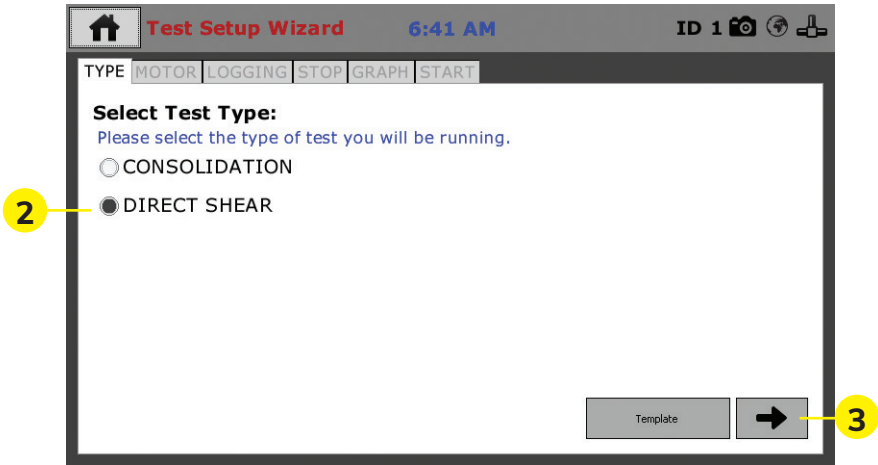 Test Setup Wizard 6:41 AM ID 1
TYPE MOTOR LOGGING STOP GRAPH START
Select Test Type:
Please select the type of test you will be running.
CONSOLIDATION
2 DIRECT SHEAR
Template 3